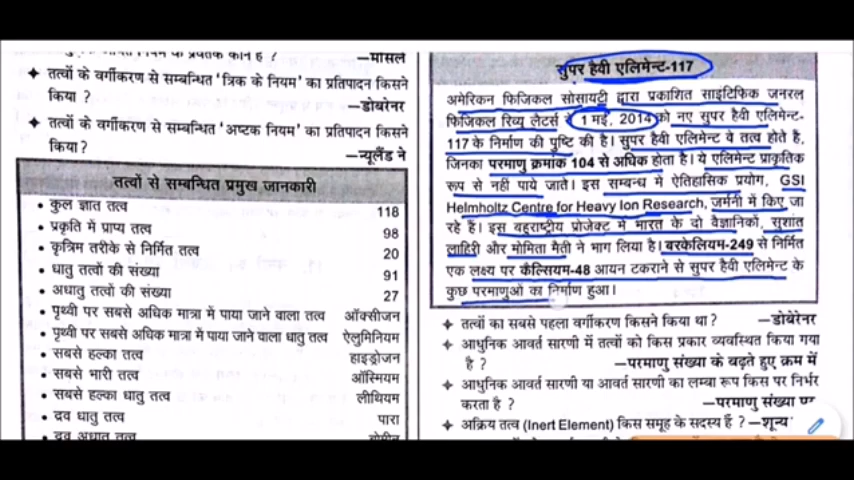 —मांसले
✦ तत्वों के वर्गीकरण से सम्बन्धित 'त्रिक के नियम' का प्रतिपादन किसने
किया ?
—डोबरेनर
✦ तत्वों के वर्गीकरण से सम्बन्धित 'अष्टक नियम' का प्रतिपादन किसने
किया?
—न्यूलैंड ने
तत्वों से सम्बन्धित प्रमुख जानकारी
• कुल ज्ञात तत्व 118
• प्रकृति में प्राप्य तत्व 98
• कृत्रिम तरीके से निर्मित तत्व 20
• धातु तत्वों की संख्या 91
• अधातु तत्वों की संख्या 27
• पृथ्वी पर सबसे अधिक मात्रा में पाया जाने वाला तत्व ऑक्सीजन
• पृथ्वी पर सबसे अधिक मात्रा में पाया जाने वाला धातु तत्व ऐलुमिनियम
• सबसे हल्का तत्व हाइड्रोजन
• सबसे भारी तत्व ऑस्मियम
• सबसे हल्का धातु तत्व लीथियम
• द्रव धातु तत्व पारा
• द्रव अधातु तत्व ब्रोमीन
सुपर हैवी एलिमेन्ट-117
अमेरिकन फिजिकल सोसायटी द्वारा प्रकाशित साइंटिफिक जनरल
फिजिकल रिव्यु लैटर्स 1 मई, 2014 को नए सुपर हैवी एलिमेन्ट-
117 के निर्माण की पुष्टि की है। सुपर हैवी एलिमेन्ट वे तत्व होते है,
जिनका परमाणु क्रमांक 104 से अधिक होता है। ये एलिमेन्ट प्राकृतिक
रूप से नहीं पाये जाते। इस सम्बन्ध मे ऐतिहासिक प्रयोग, GSI
Helmholtz Centre for Heavy Ion Research, जर्मनी में किए जा
रहे हैं। इस बहुराष्ट्रीय प्रोजेक्ट में भारत के दो वैज्ञानिकों, सुशांत
लाहिरी और मोमिता मैती ने भाग लिया है। बरकेलियम-249 से निर्मित
एक लक्ष्य पर कैल्सियम-48 आयन टकराने से सुपर हैवी एलिमेन्ट के
कुछ परमाणुओं का निर्माण हुआ।
✦ तत्वों का सबसे पहला वर्गीकरण किसने किया था ? —डोबेरेनर
✦ आधुनिक आवर्त सारणी में तत्वों को किस प्रकार व्यवस्थित किया गया
है ? —परमाणु संख्या के बढ़ते हुए क्रम में
✦ आधुनिक आवर्त सारणी या आवर्त सारणी का लम्बा रूप किस पर निर्भर
करता है ? —परमाणु संख्या पर
✦ अक्रिय तत्व (Inert Element) किस समूह के सदस्य हैं ? —शून्य